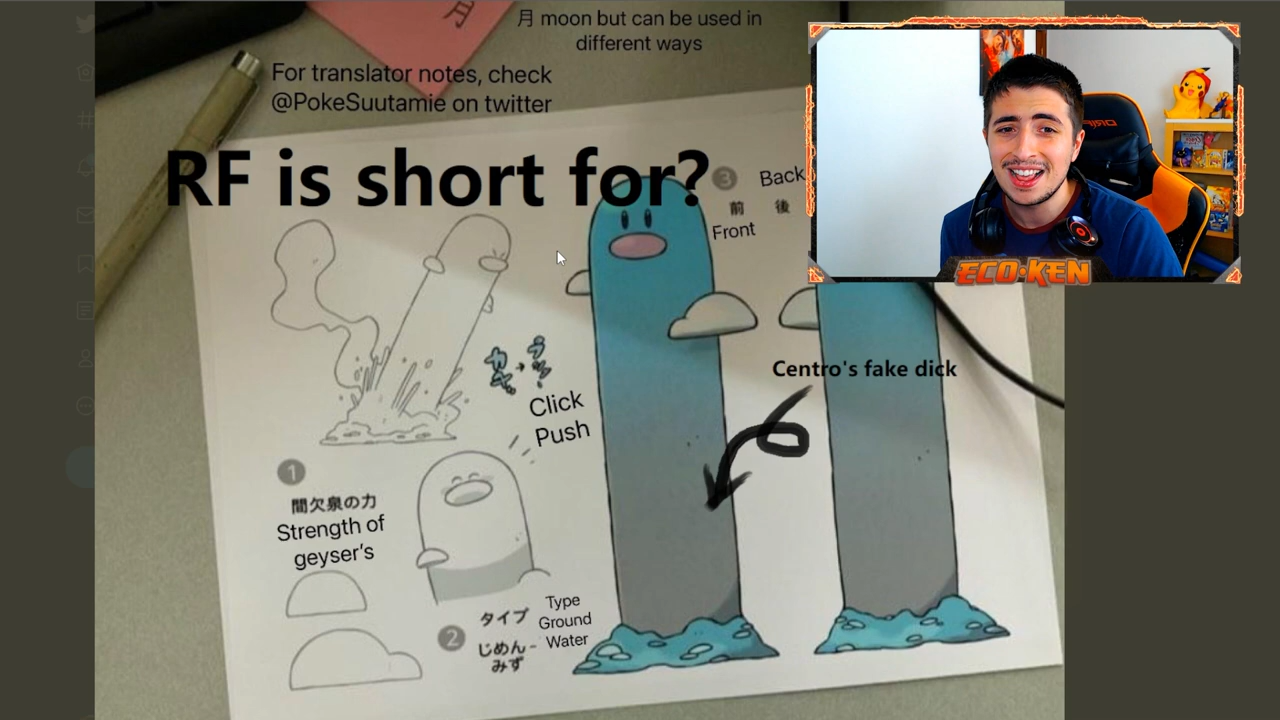 月
月 moon but can be used in
different ways
For translator notes, check
@PokeSuutamie on twitter
RF is short for?
3
Back
前 後
Front
Click
Push
Centro's fake dick
1
間欠泉の力
Strength of
geyser's
2
タイプ
じめん-
みず
Type
Ground
Water
ECO·KEN